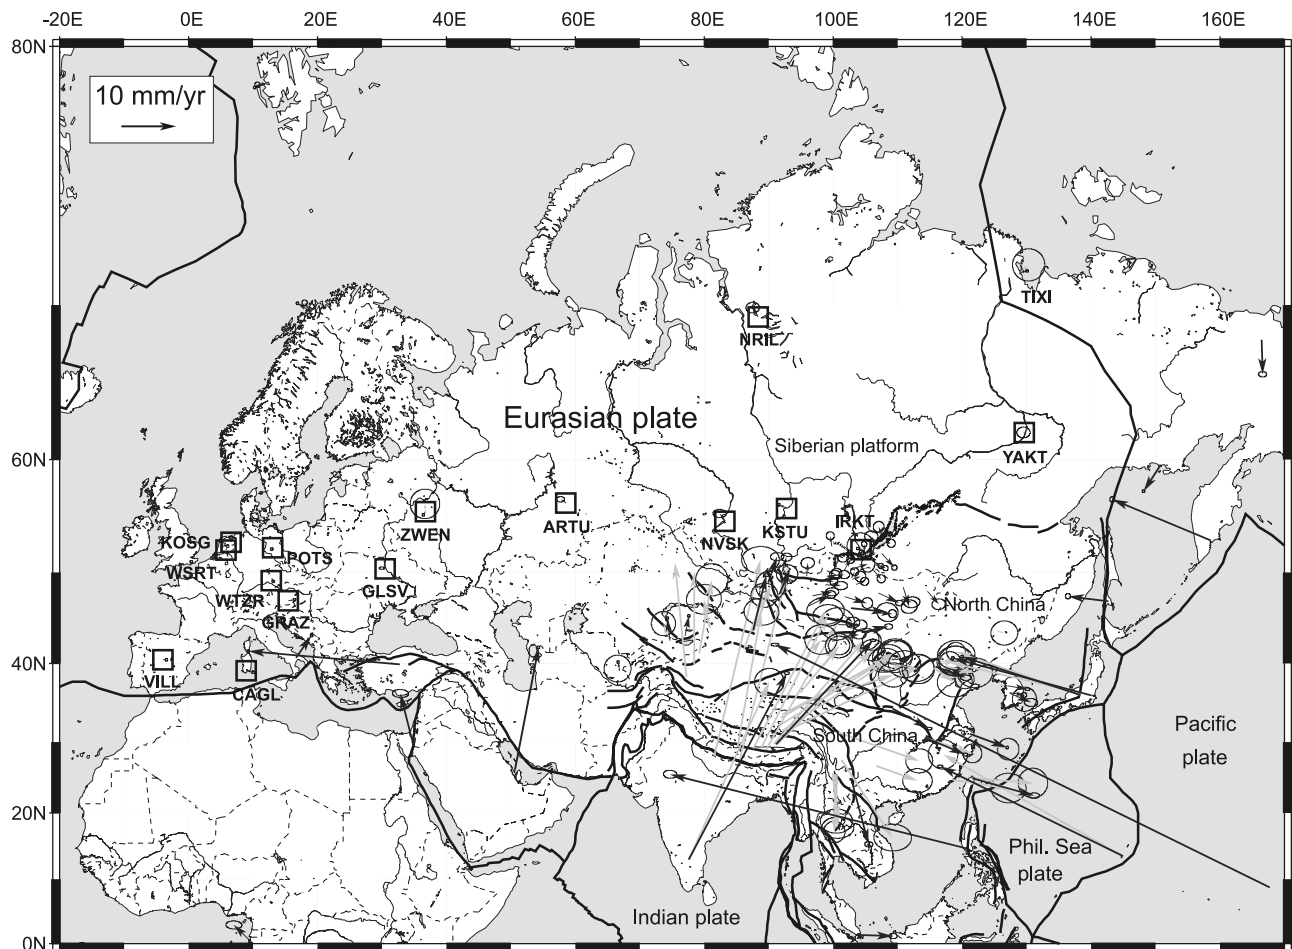 -20E 0E 20E 40E 60E 80E 100E 120E 140E 160E
80N
10 mm/yr
TIXI
NRIL
Eurasian plate
Siberian platform
60N
YAKT
ZWEN
ARTU
KSTU
IRKT
NVSK
KOSG
POTS
WSRT
GLSV
WTZR
GRAZ
North China
40N
VILL
CAGL
South China
Pacific
plate
20N
Phil. Sea
plate
Indian plate
0N